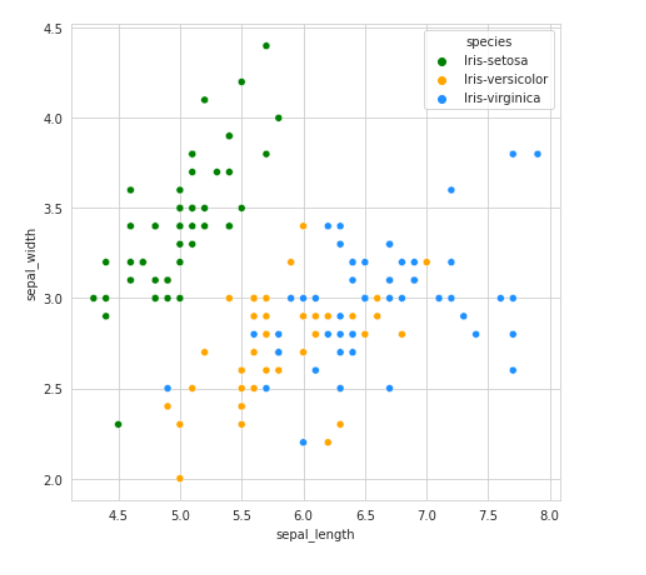 4.5
4.0
3.5
3.0
2.5
2.0
sepal_width
species
Iris-setosa
Iris-versicolor
Iris-virginica
4.5 5.0 5.5 6.0 6.5 7.0 7.5 8.0
sepal_length